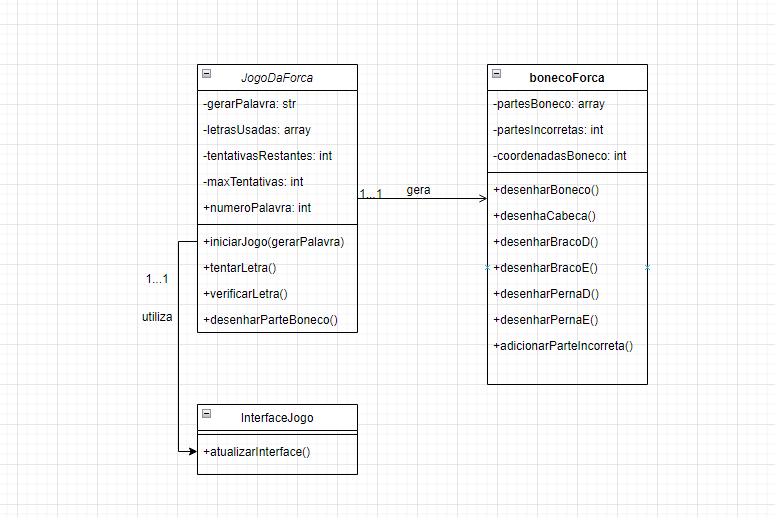 JogoDaForca
-gerarPalavra: str
-letrasUsadas: array
-tentativasRestantes: int
-maxTentativas: int
+numeroPalavra: int
+iniciarJogo(gerarPalavra)
+tentarLetra()
+verificarLetra()
+desenharParteBoneco()
1...1
gera
bonecoForca
-partesBoneco: array
-partesIncorretas: int
-coordenadasBoneco: int
+desenharBoneco()
+desenhaCabeca()
+desenharBracoD()
+desenharBracoE()
+desenharPernaD()
+desenharPernaE()
+adicionarParteIncorreta()
1...1
utiliza
InterfaceJogo
+atualizarInterface()